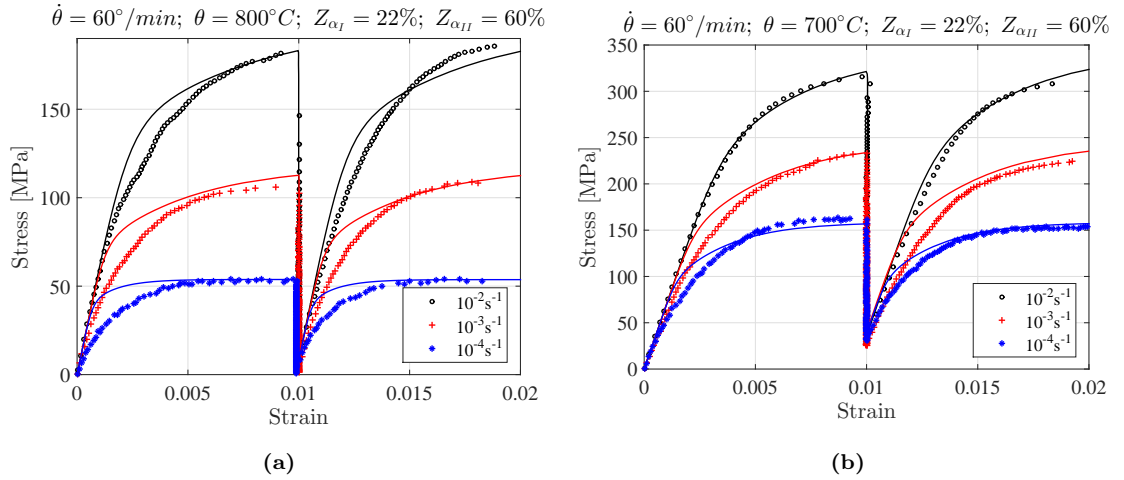 θ̇ = 60°/min; θ = 800°C; Z_{α_I} = 22%; Z_{α_{II}} = 60%
Stress [MPa]
150
100
50
0
0
0.005
0.01
0.015
0.02
Strain
10⁻²s⁻¹
10⁻³s⁻¹
10⁻⁴s⁻¹
(a)
θ̇ = 60°/min; θ = 700°C; Z_{α_I} = 22%; Z_{α_{II}} = 60%
Stress [MPa]
350
300
250
200
150
100
50
0
0
0.005
0.01
0.015
0.02
Strain
10⁻²s⁻¹
10⁻³s⁻¹
10⁻⁴s⁻¹
(b)